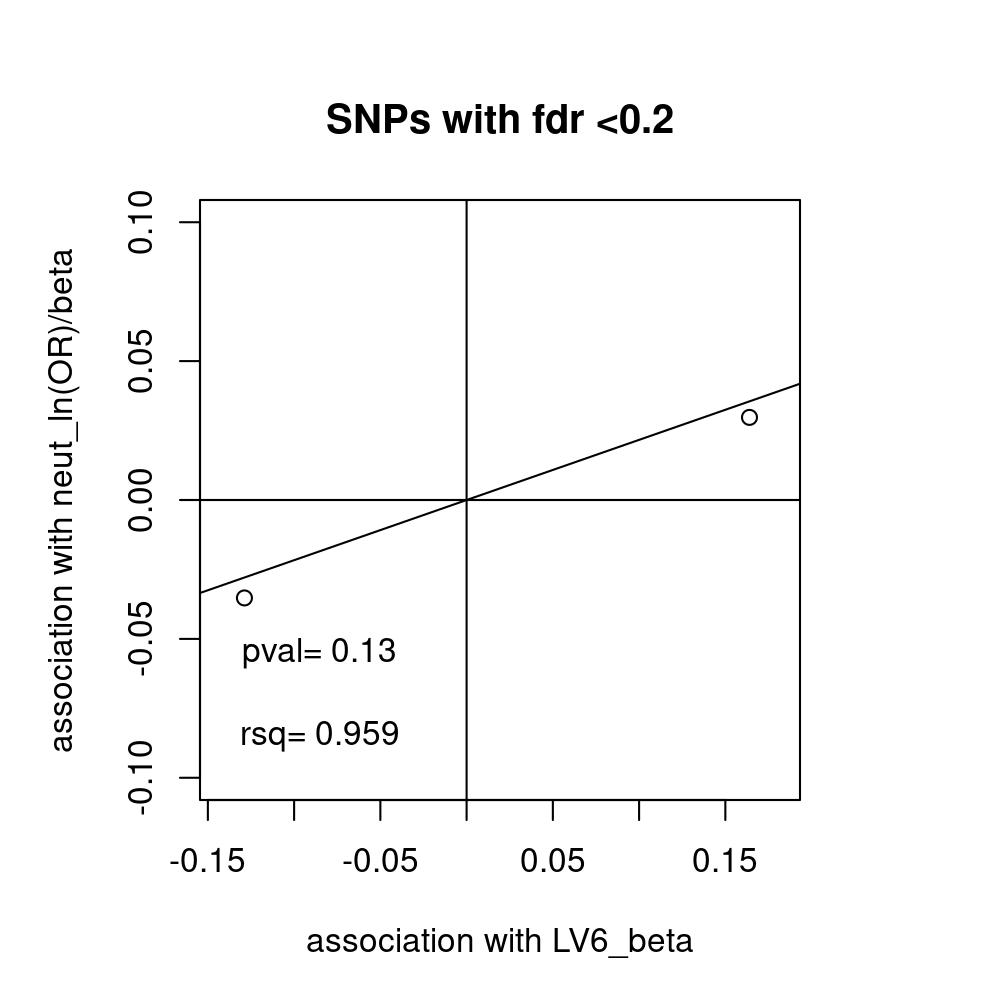 SNPs with fdr <0.2
association with neut_ln(OR)/beta
0.10
0.05
0.00
-0.05
-0.10
pval= 0.13
rsq= 0.959
-0.15
-0.05
0.05
0.15
association with LV6_beta